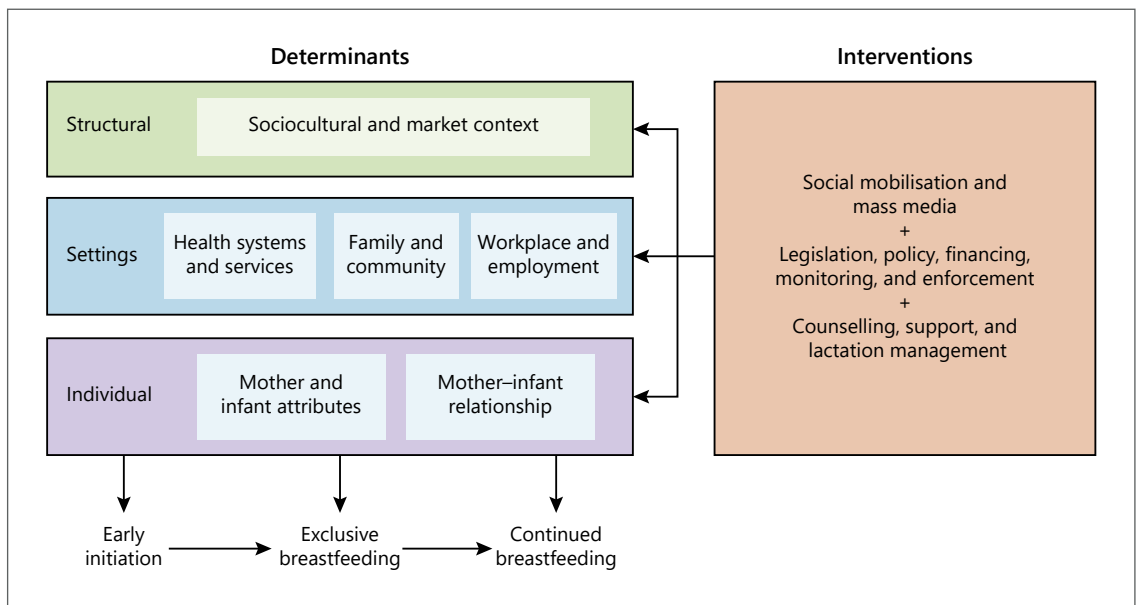 Determinants
Interventions
Structural
Sociocultural and market context
Settings
Health systems
and services
Family and
community
Workplace and
employment
Individual
Mother and
infant attributes
Mother–infant
relationship
Social mobilisation and
mass media
+
Legislation, policy, financing,
monitoring, and enforcement
+
Counselling, support, and
lactation management
Early
initiation
Exclusive
breastfeeding
Continued
breastfeeding